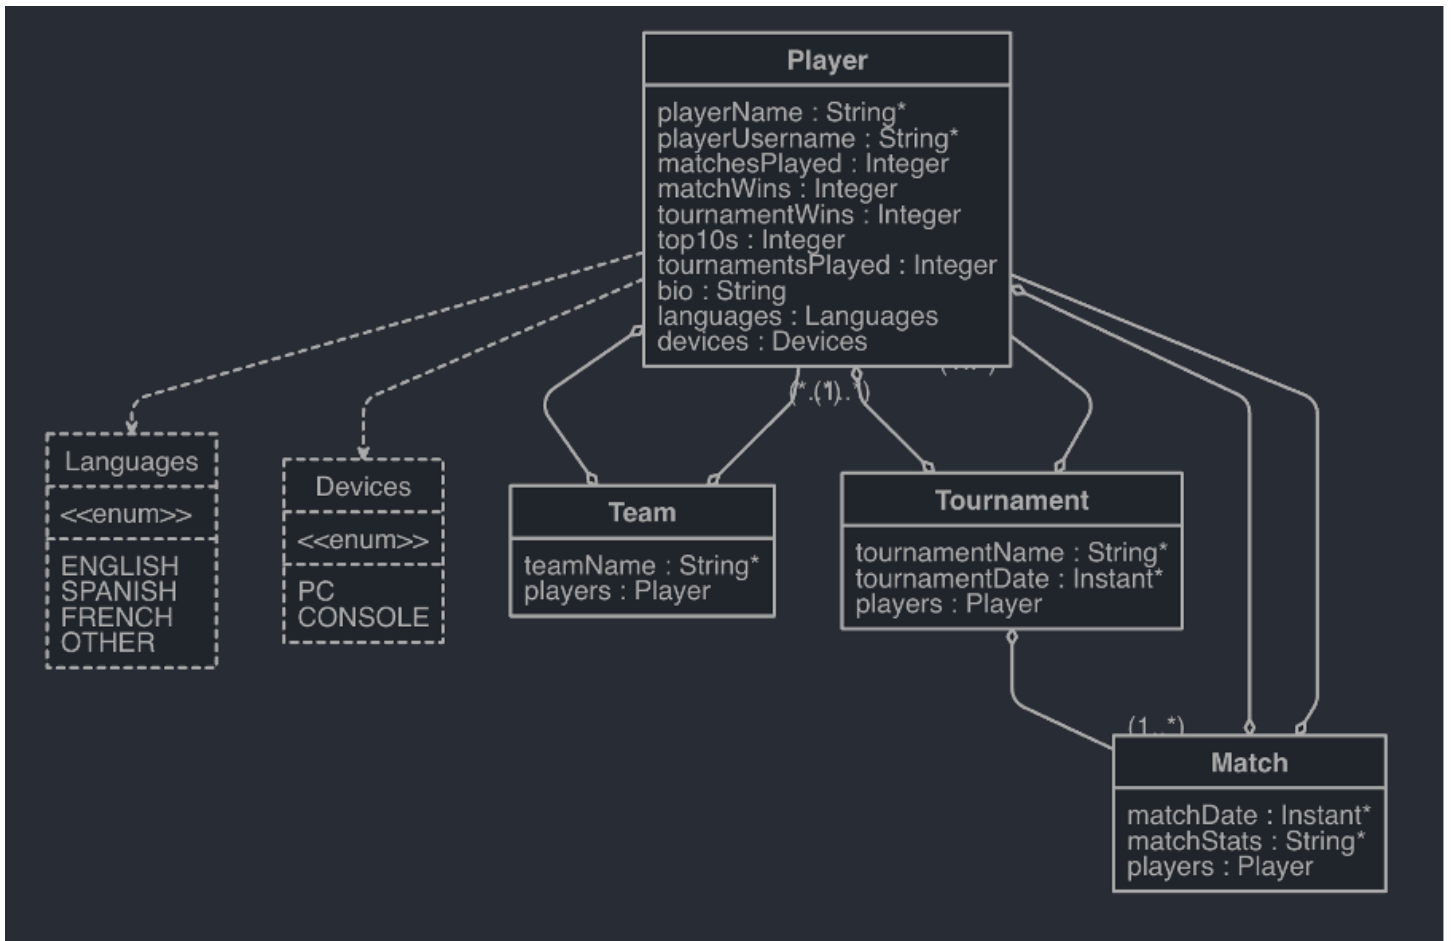 Player
playerName : String*
playerUsername : String*
matchesPlayed : Integer
matchWins : Integer
tournamentWins : Integer
top10s : Integer
tournamentsPlayed : Integer
bio : String
languages : Languages
devices : Devices
Languages
<<enum>>
ENGLISH
SPANISH
FRENCH
OTHER
Devices
<<enum>>
PC
CONSOLE
Team
teamName : String*
players : Player
Tournament
tournamentName : String*
tournamentDate : Instant*
players : Player
(1..*)
Match
matchDate : Instant*
matchStats : String*
players : Player